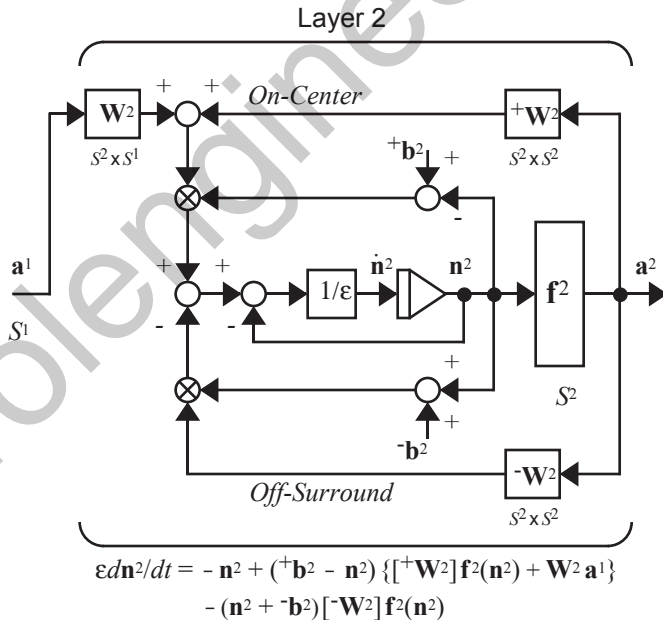 Layer 2
+ + On-Center
W² ⁺W²
S² x S¹ S² x S²
⁺b² +
-
a¹ + + ṅ² n² a²
1/ε f²
S¹ - -
S²
+
+
⁻b²
⁻W²
Off-Surround
S² x S²
εdn²/dt = - n² + (⁺b² - n²) {[⁺W²] f²(n²) + W² a¹}
- (n² + ⁻b²) [⁻W²] f²(n²)
olenginee